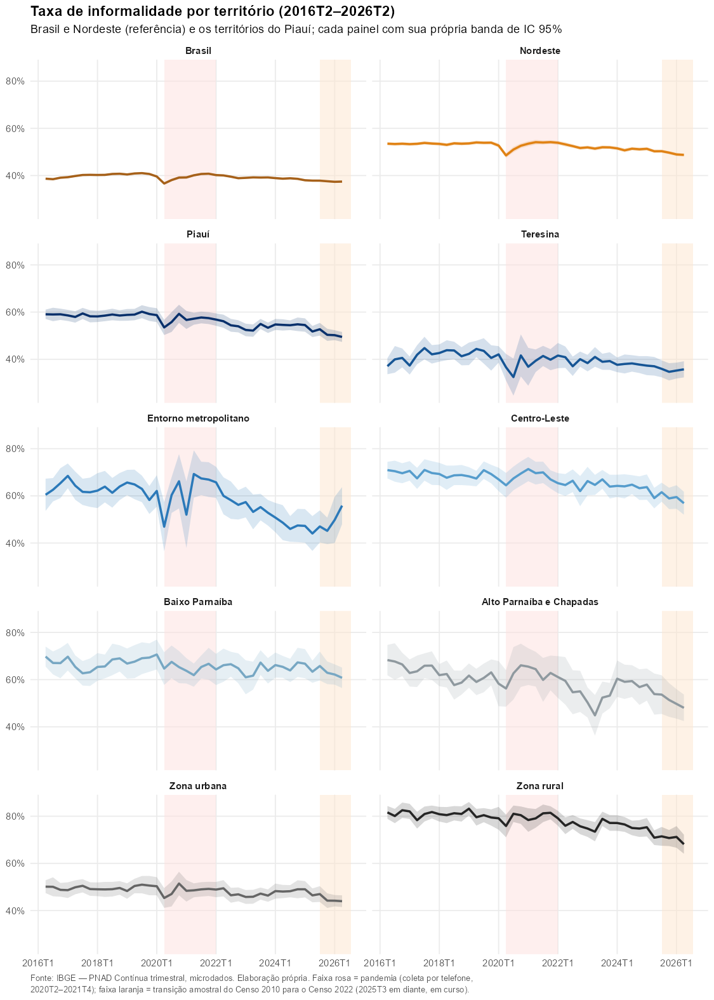 Taxa de informalidade por território (2016T2–2026T2)
Brasil e Nordeste (referência) e os territórios do Piauí; cada painel com sua própria banda de IC 95%
Brasil
Nordeste
80%
60%
40%
Piauí
Teresina
80%
60%
40%
Entorno metropolitano
Centro-Leste
80%
60%
40%
Baixo Parnaíba
Alto Parnaíba e Chapadas
80%
60%
40%
Zona urbana
Zona rural
80%
60%
40%
2016T1 2018T1 2020T1 2022T1 2024T1 2026T1 2016T1 2018T1 2020T1 2022T1 2024T1 2026T1
Fonte: IBGE — PNAD Contínua trimestral, microdados. Elaboração própria. Faixa rosa = pandemia (coleta por telefone,
2020T2–2021T4); faixa laranja = transição amostral do Censo 2010 para o Censo 2022 (2025T3 em diante, em curso).